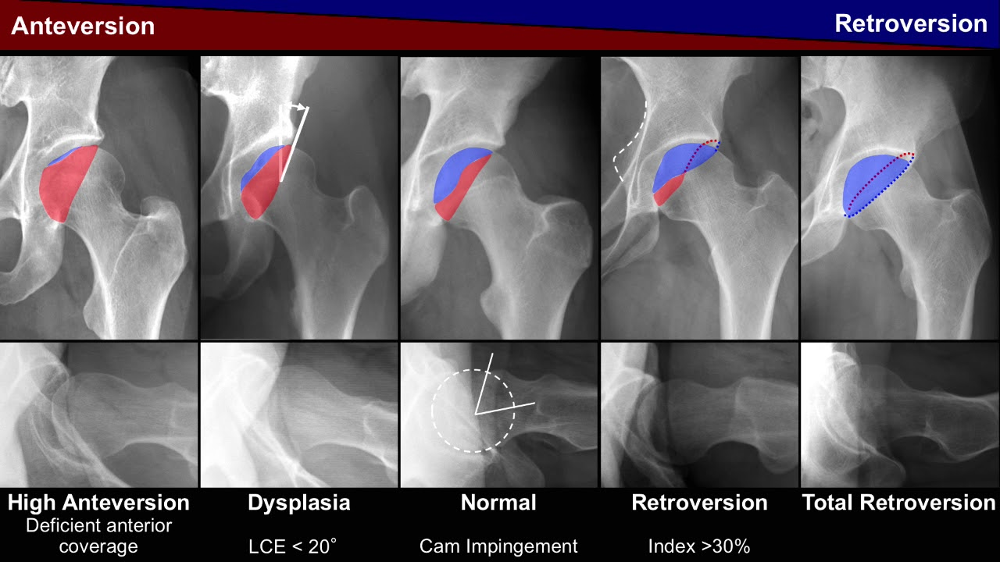 Anteversion
Retroversion
High Anteversion
Deficient anterior
coverage
Dysplasia
LCE < 20°
Normal
Cam Impingement
Retroversion
Index >30%
Total Retroversion